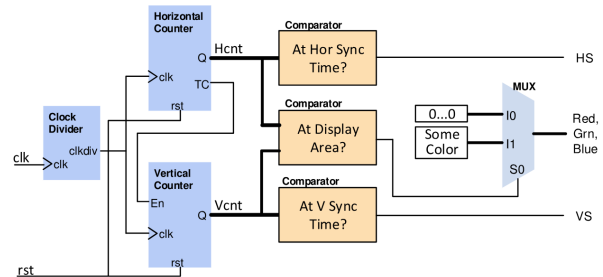 Horizontal
Counter
Q
TC
clk
rst
Hcnt
Comparator
At Hor Sync
Time?
HS
Clock
Divider
clkdiv
clk
clk
Comparator
At Display
Area?
MUX
0...0
I0
Some
Color
I1
S0
Red,
Grn,
Blue
Vertical
Counter
En
Q
clk
rst
Vcnt
Comparator
At V Sync
Time?
VS
rst